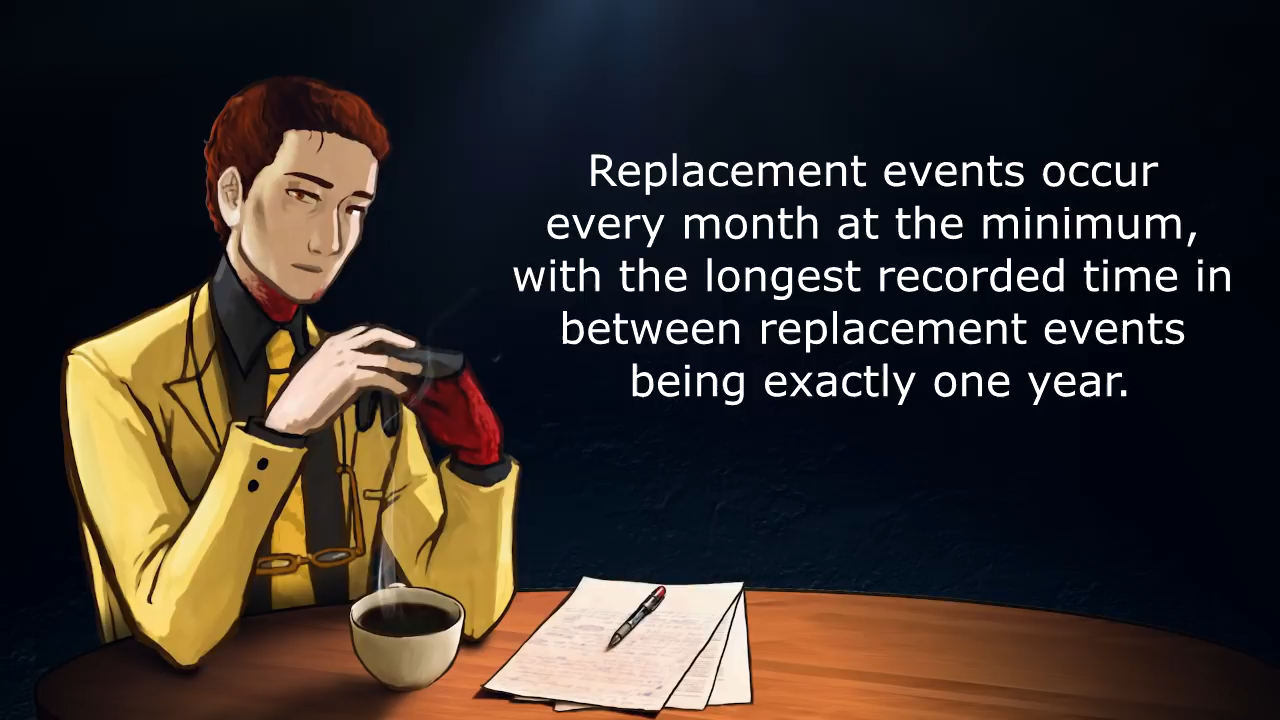 Replacement events occur
every month at the minimum,
with the longest recorded time in
between replacement events
being exactly one year.